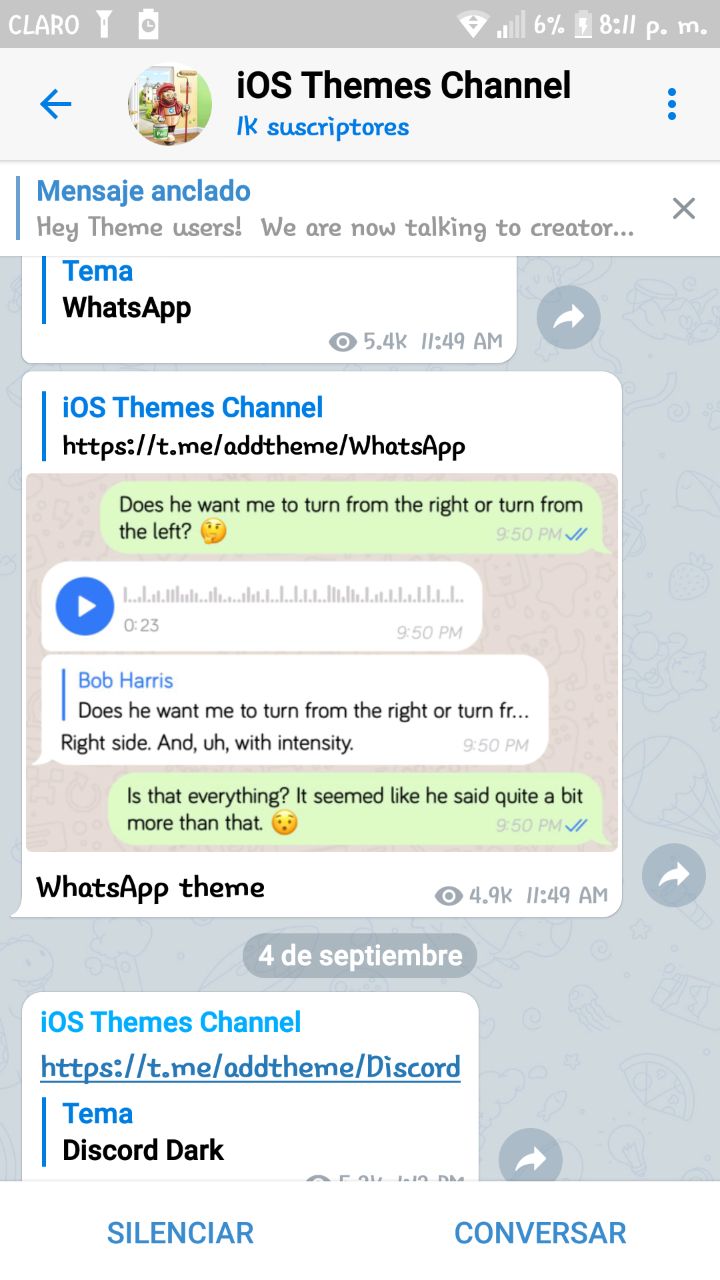 CLARO 6% 8:11 p. m.
iOS Themes Channel
1K suscriptores
Mensaje anclado
Hey Theme users! We are now talking to creator...
Tema
WhatsApp
5.4K 11:49 AM
iOS Themes Channel
https://t.me/addtheme/WhatsApp
Does he want me to turn from the right or turn from
the left? 🤔
9:50 PM
0:23
9:50 PM
Bob Harris
Does he want me to turn from the right or turn fr...
Right side. And, uh, with intensity.
9:50 PM
Is that everything? It seemed like he said quite a bit
more than that. 😯
9:50 PM
WhatsApp theme
4.9K 11:49 AM
4 de septiembre
iOS Themes Channel
https://t.me/addtheme/Discord
Tema
Discord Dark
SILENCIAR CONVERSAR